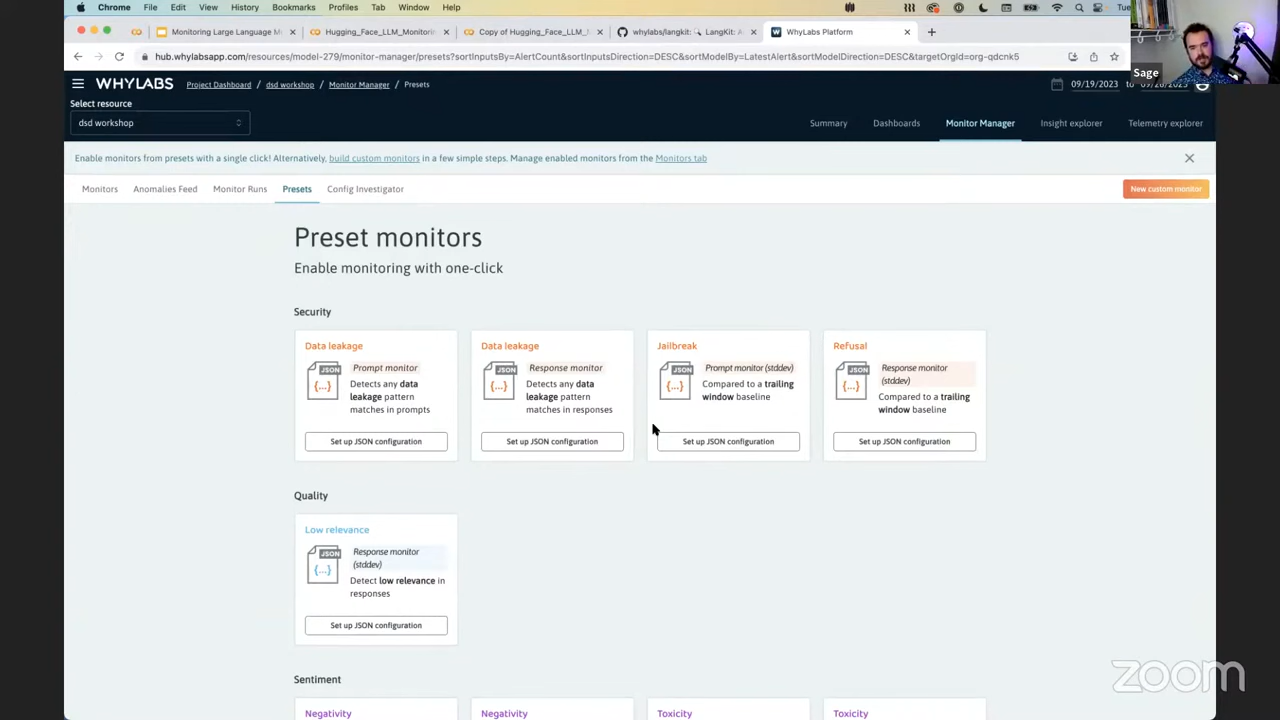 Chrome File Edit View History Bookmarks Profiles Tab Window Help
Monitoring Large Language M
Hugging_Face_LLM_Monitorin
Copy of Hugging_Face_LLM_
whylabs/langkit: 🔍 LangKit: A
WhyLabs Platform
hub.whylabsapp.com/resources/model-279/monitor-manager/presets?sortInputsBy=AlertCount&sortInputsDirection=DESC&sortModelBy=LatestAlert&sortModelDirection=DESC&targetOrgId=org-qdcnk5
Sage
WHYLABS Project Dashboard / dsd workshop / Monitor Manager / Presets
09/19/2023 to
Select resource
dsd workshop
Summary Dashboards Monitor Manager Insight explorer Telemetry explorer
Enable monitors from presets with a single click! Alternatively, build custom monitors in a few simple steps. Manage enabled monitors from the Monitors tab
Monitors Anomalies Feed Monitor Runs Presets Config Investigator New custom monitor
Preset monitors
Enable monitoring with one-click
Security
Data leakage
JSON
{...}
Prompt monitor
Detects any data
leakage pattern
matches in prompts
Set up JSON configuration
Data leakage
JSON
{...}
Response monitor
Detects any data
leakage pattern
matches in responses
Set up JSON configuration
Jailbreak
JSON
{...}
Prompt monitor (stddev)
Compared to a trailing
window baseline
Set up JSON configuration
Refusal
JSON
{...}
Response monitor
(stddev)
Compared to a trailing
window baseline
Set up JSON configuration
Quality
Low relevance
JSON
{...}
Response monitor
(stddev)
Detect low relevance in
responses
Set up JSON configuration
Sentiment
Negativity
Negativity
Toxicity
Toxicity
zoom